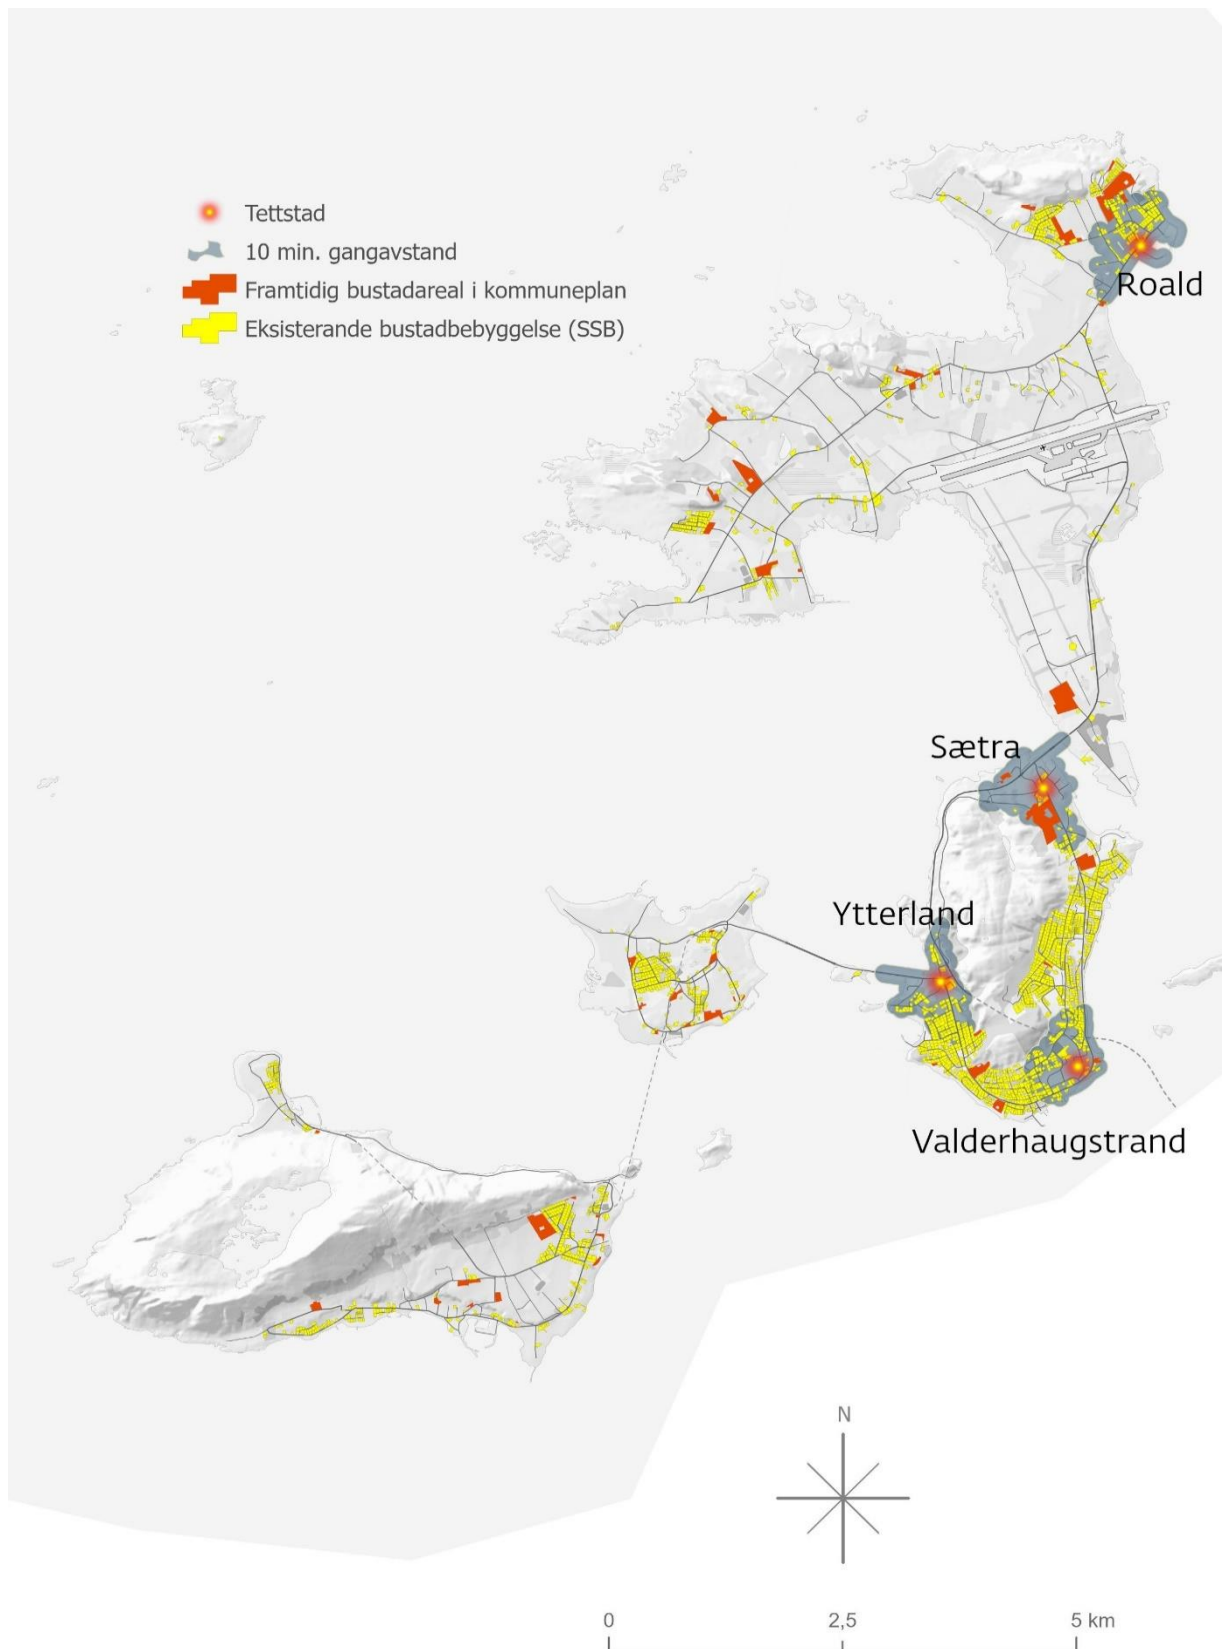 Tettstad
10 min. gangavstand
Framtidig bustadareal i kommuneplan
Eksisterande bustadbebyggelse (SSB)
Roald
Sætra
Ytterland
Valderhaugstrand
N
0 2,5 5 km